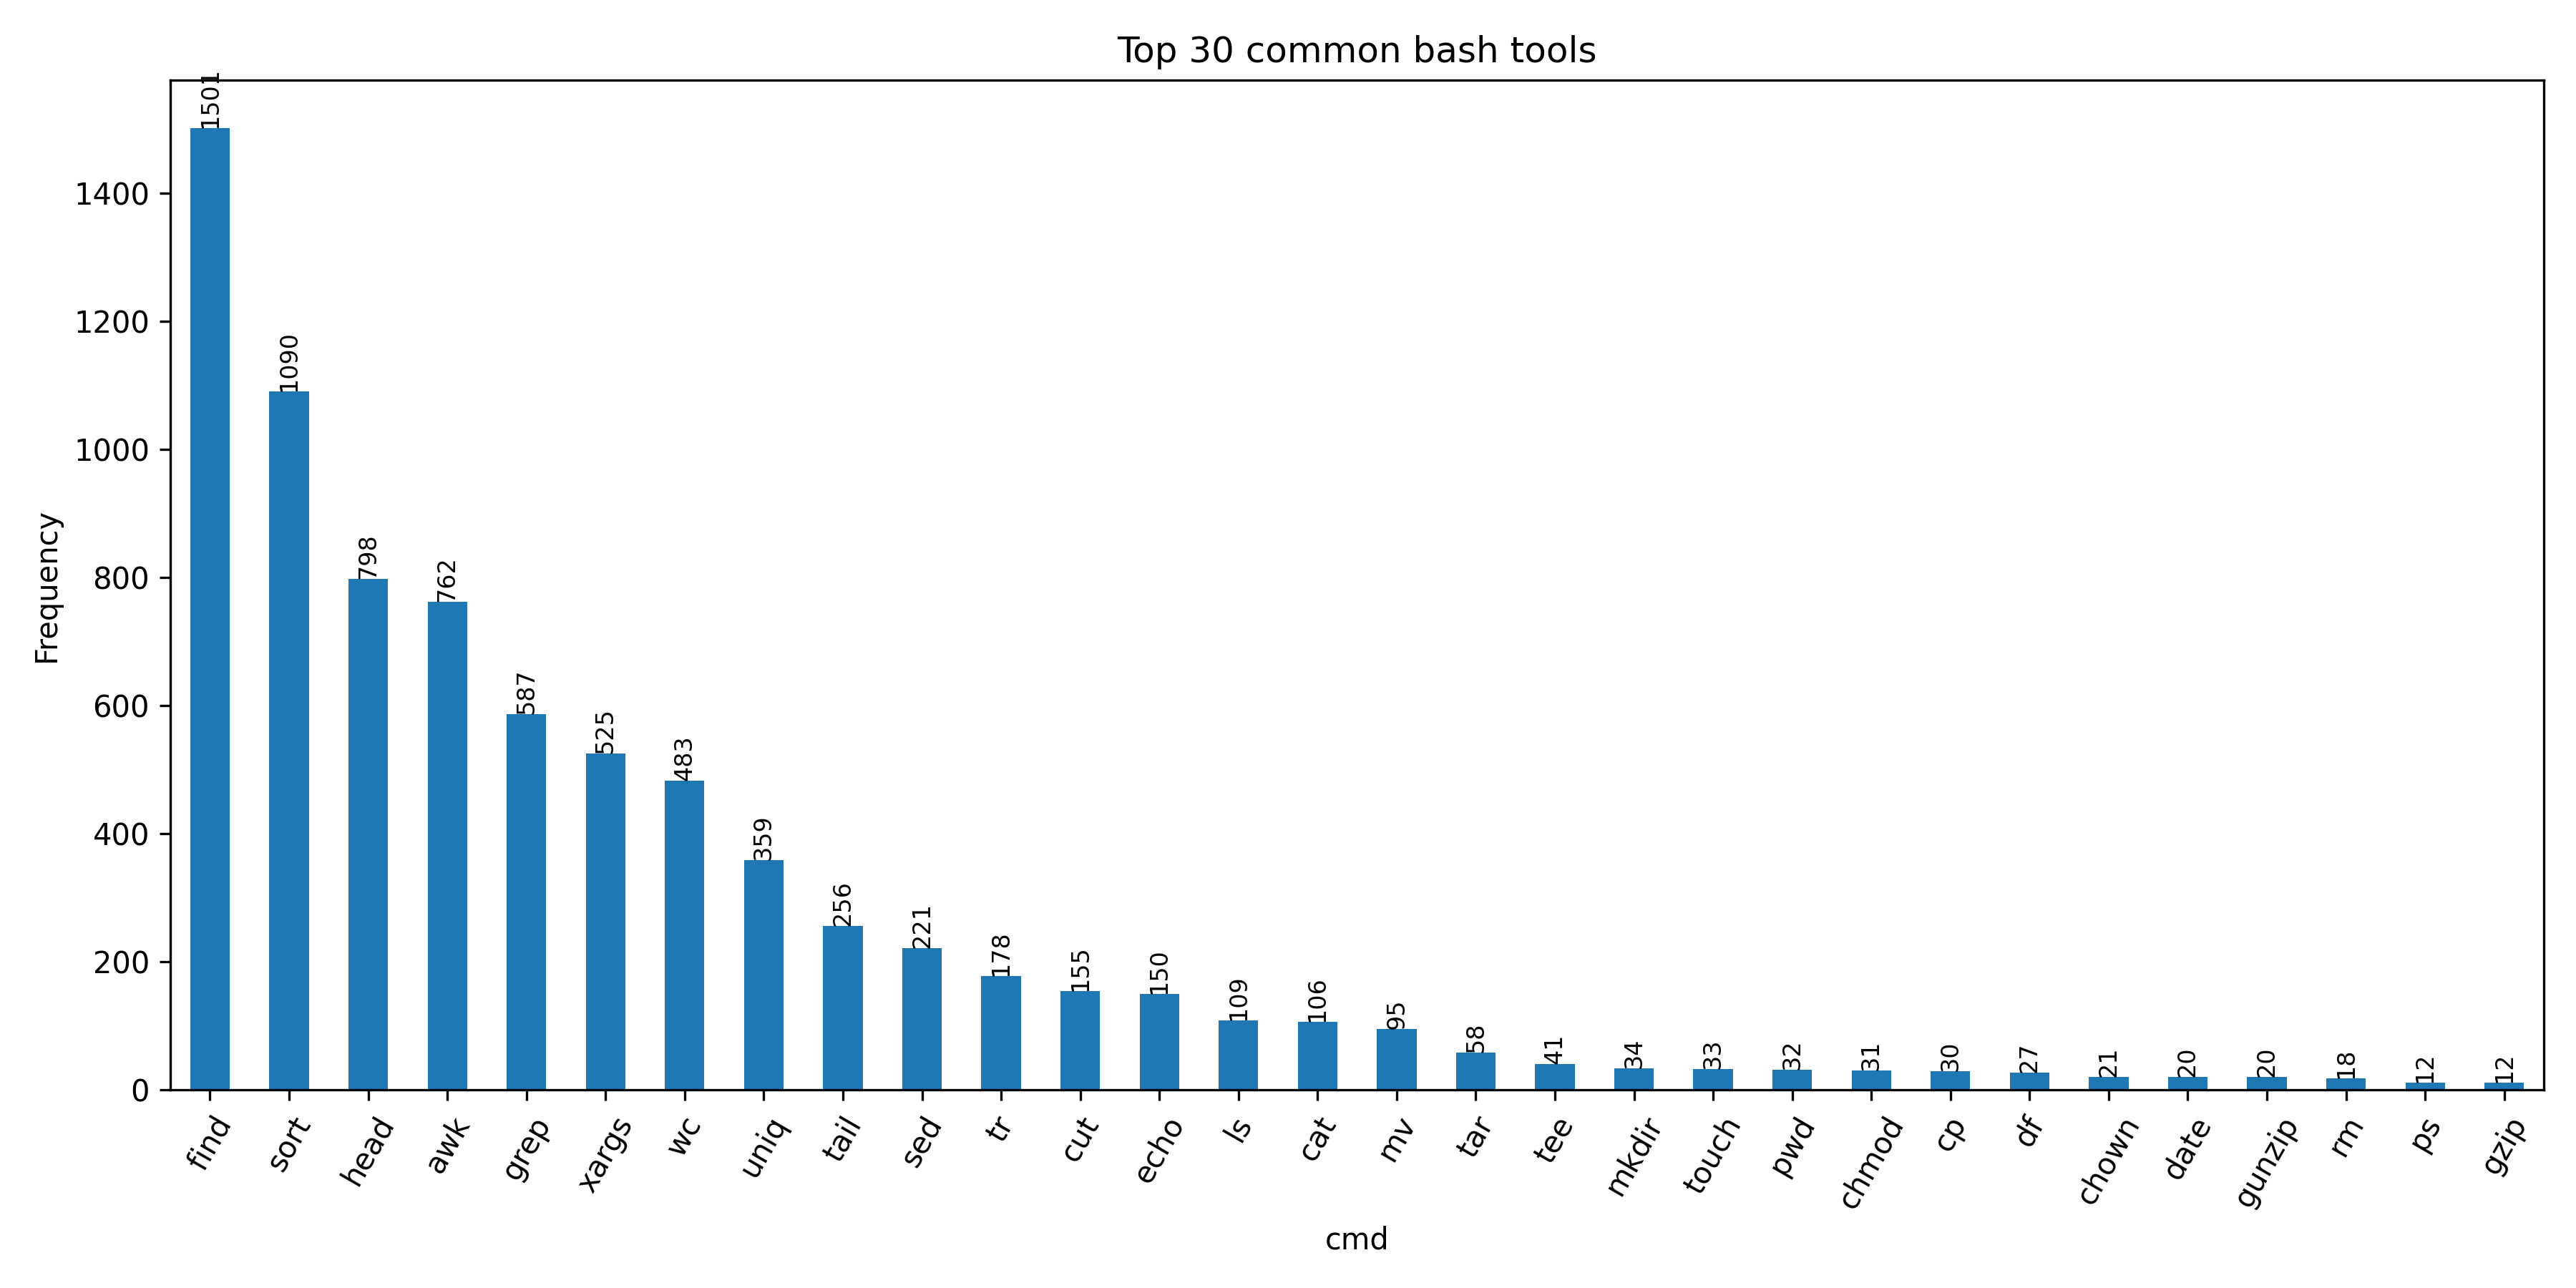 Top 30 common bash tools
Frequency
1400
1200
1000
800
600
400
200
0
1501
1090
798
762
587
525
483
359
256
221
178
155
150
109
106
95
58
41
34
33
32
31
30
27
21
20
20
18
12
12
find
sort
head
awk
grep
xargs
wc
uniq
tail
sed
tr
cut
echo
ls
cat
mv
tar
tee
mkdir
touch
pwd
chmod
cp
df
chown
date
gunzip
rm
ps
gzip
cmd